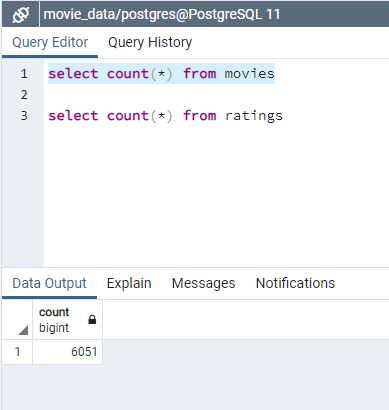 movie_data/postgres@PostgreSQL 11
Query Editor Query History
1 select count(*) from movies
2
3 select count(*) from ratings
Data Output Explain Messages Notifications
count
bigint
1 6051